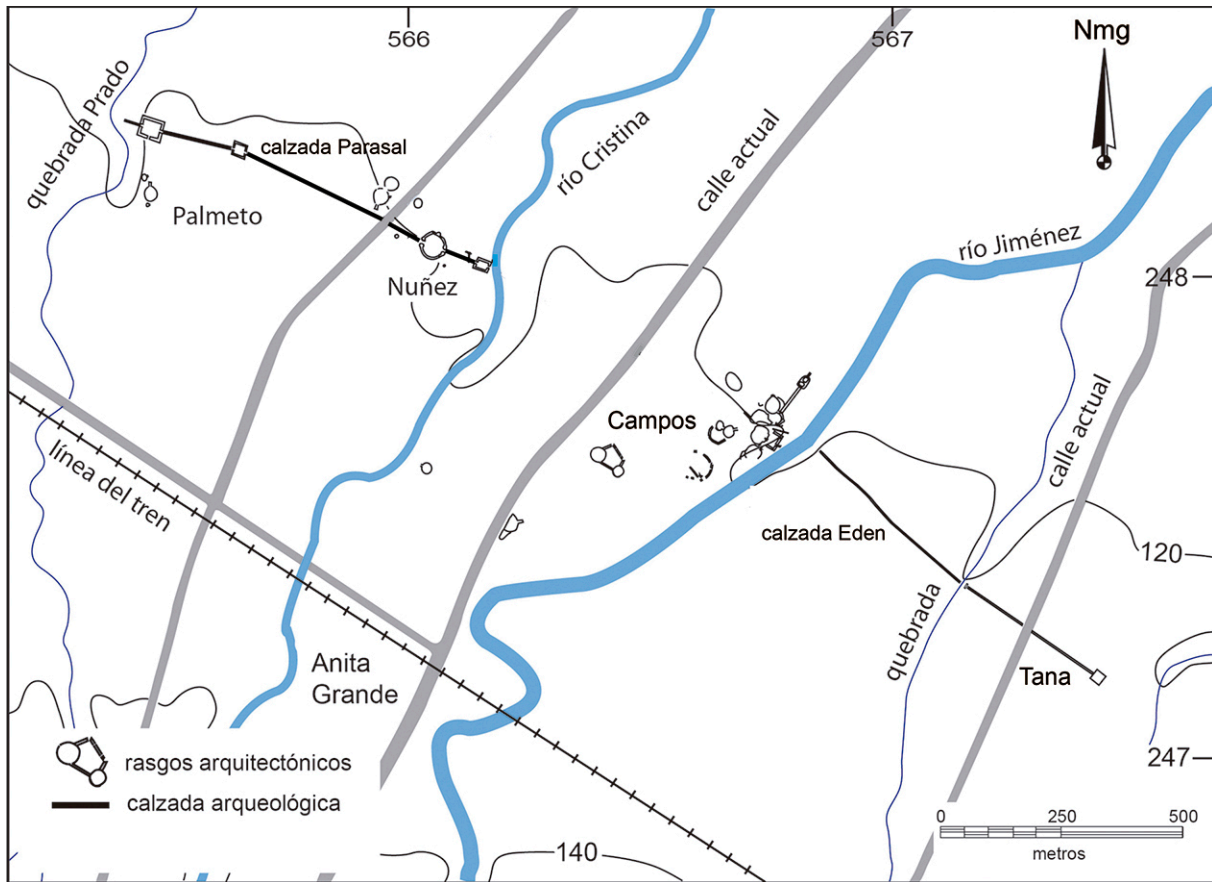 566
567
Nmg
quebrada Prado
calzada Parasal
río Cristina
calle actual
Palmeto
río Jiménez
Nuñez
248
Campos
calle actual
línea del tren
calzada Eden
120
quebrada
Anita
Grande
Tana
rasgos arquitectónicos
247
calzada arqueológica
0 250 500
metros
140